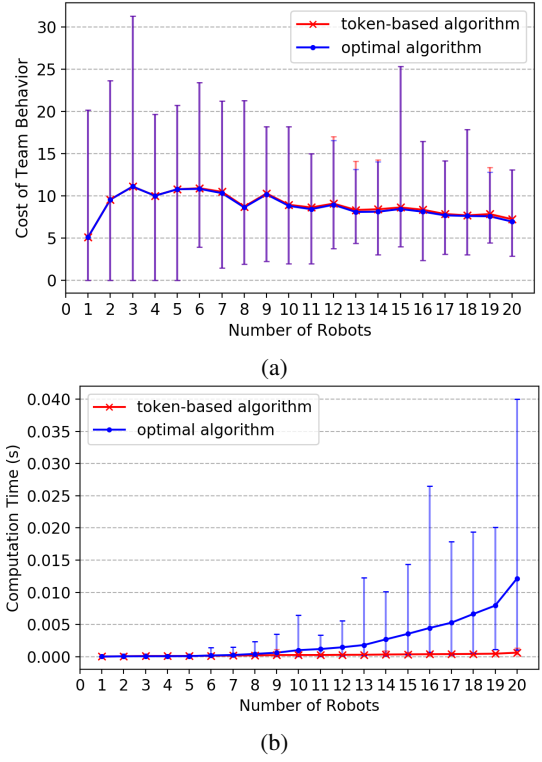 token-based algorithm
optimal algorithm
Cost of Team Behavior
30
25
20
15
10
5
0
0 1 2 3 4 5 6 7 8 9 10 11 12 13 14 15 16 17 18 19 20
Number of Robots
(a)
token-based algorithm
optimal algorithm
Computation Time (s)
0.040
0.035
0.030
0.025
0.020
0.015
0.010
0.005
0.000
0 1 2 3 4 5 6 7 8 9 10 11 12 13 14 15 16 17 18 19 20
Number of Robots
(b)